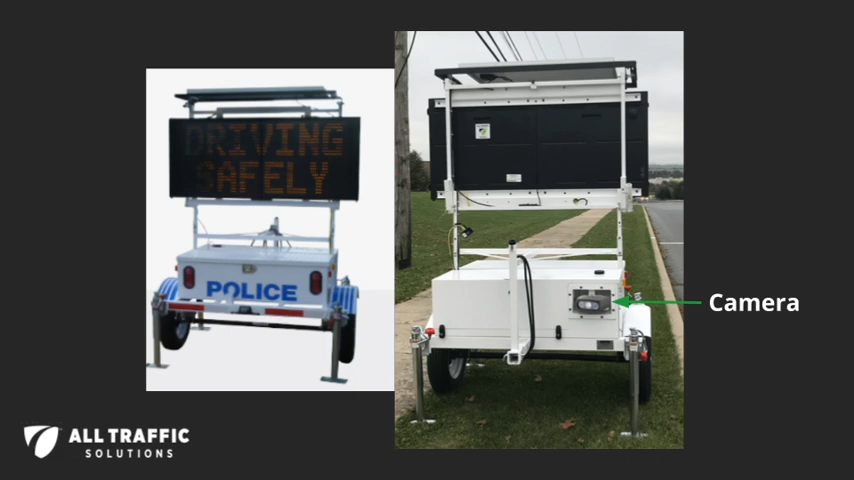 DRIVING
SAFELY
POLICE
Camera
ALL TRAFFIC
SOLUTIONS